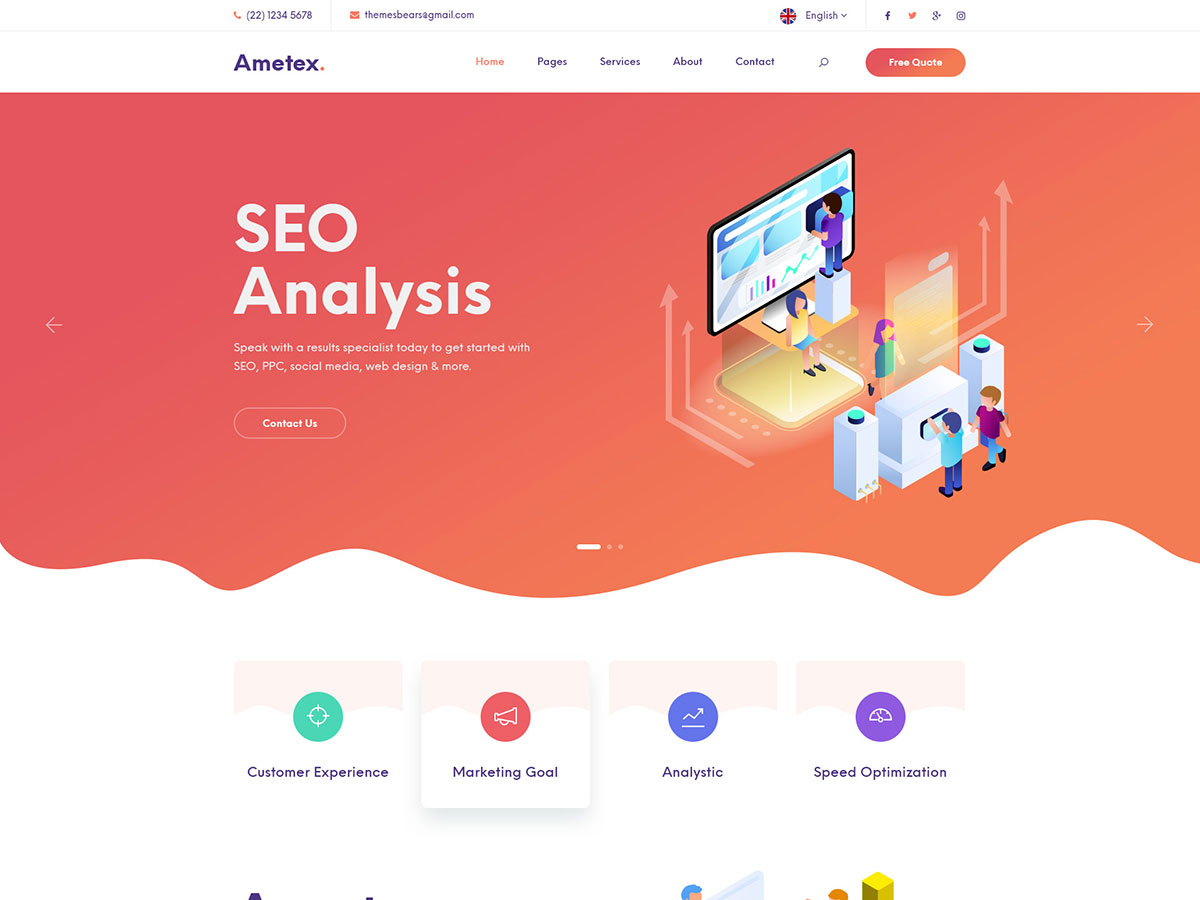 (22) 1234 5678
themesbears@gmail.com
English
Ametex.
Home
Pages
Services
About
Contact
Free Quote
SEO
Analysis
Speak with a results specialist today to get started with
SEO, PPC, social media, web design & more.
Contact Us
Customer Experience
Marketing Goal
Analystic
Speed Optimization